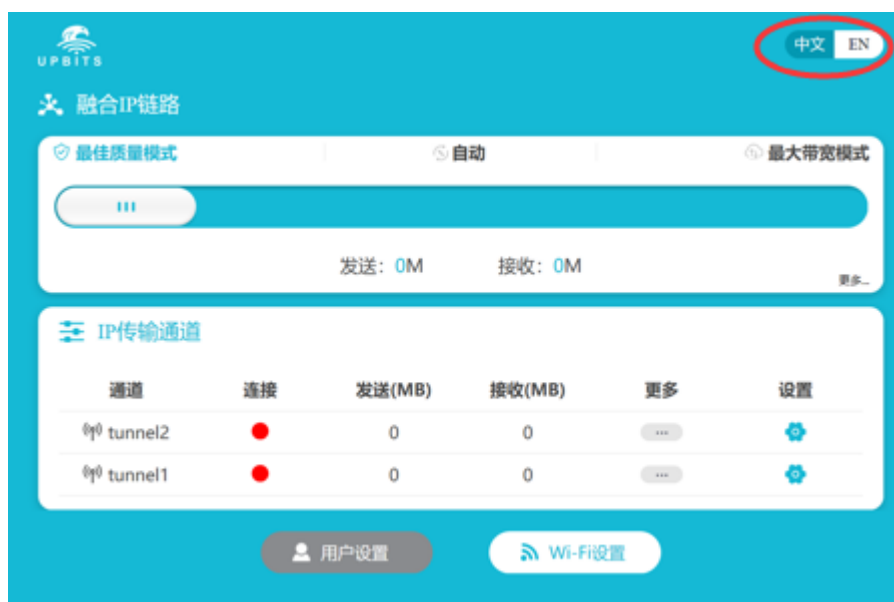 UPBITS
中文 EN
融合IP链路
最佳质量模式 自动 最大带宽模式
发送：0M 接收：0M
更多...
IP传输通道
通道 连接 发送(MB) 接收(MB) 更多 设置
tunnel2 0 0 ...
tunnel1 0 0 ...
用户设置 Wi-Fi设置